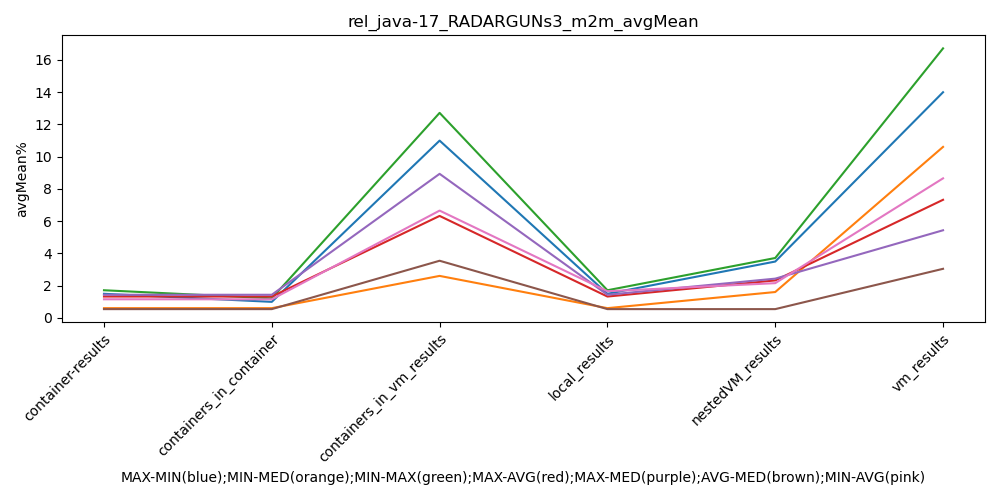 rel_java-17_RADARGUNs3_m2m_avgMean
avgMean%
16
14
12
10
8
6
4
2
0
container-results
containers_in_container
containers_in_vm_results
local_results
nestedVM_results
vm_results
MAX-MIN(blue);MIN-MED(orange);MIN-MAX(green);MAX-AVG(red);MAX-MED(purple);AVG-MED(brown);MIN-AVG(pink)